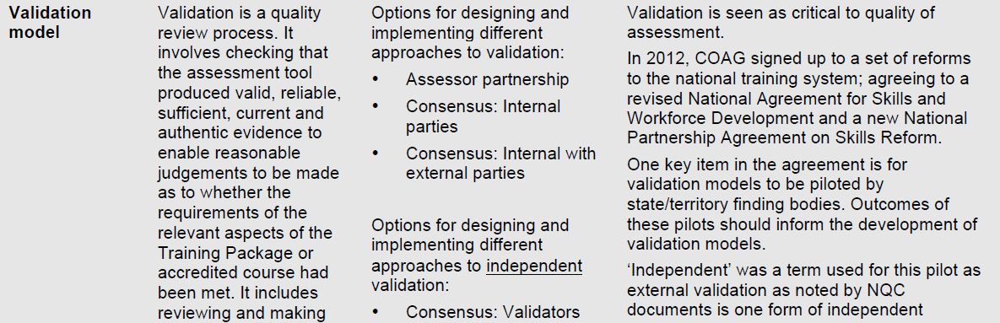 Validation
model
Validation is a quality
review process. It
involves checking that
the assessment tool
produced valid, reliable,
sufficient, current and
authentic evidence to
enable reasonable
judgements to be made
as to whether the
requirements of the
relevant aspects of the
Training Package or
accredited course had
been met. It includes
reviewing and making
Options for designing and
implementing different
approaches to validation:
• Assessor partnership
• Consensus: Internal
parties
• Consensus: Internal with
external parties
Options for designing and
implementing different
approaches to independent
validation:
• Consensus: Validators
Validation is seen as critical to quality of
assessment.
In 2012, COAG signed up to a set of reforms
to the national training system; agreeing to a
revised National Agreement for Skills and
Workforce Development and a new National
Partnership Agreement on Skills Reform.
One key item in the agreement is for
validation models to be piloted by
state/territory finding bodies. Outcomes of
these pilots should inform the development of
validation models.
‘Independent’ was a term used for this pilot as
external validation as noted by NQC
documents is one form of independent